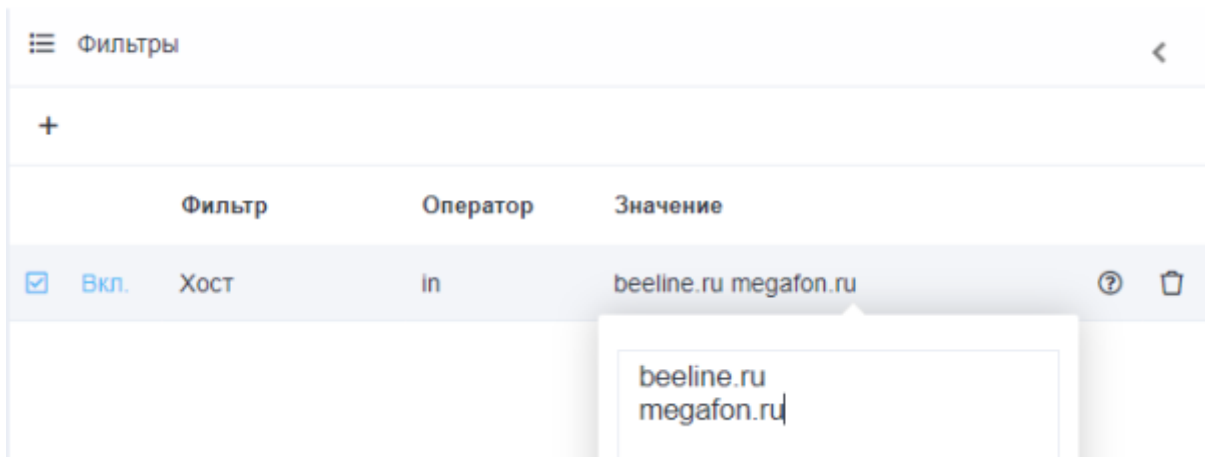 Фильтры
Фильтр Оператор Значение
Вкл. Хост in beeline.ru megafon.ru
beeline.ru
megafon.ru